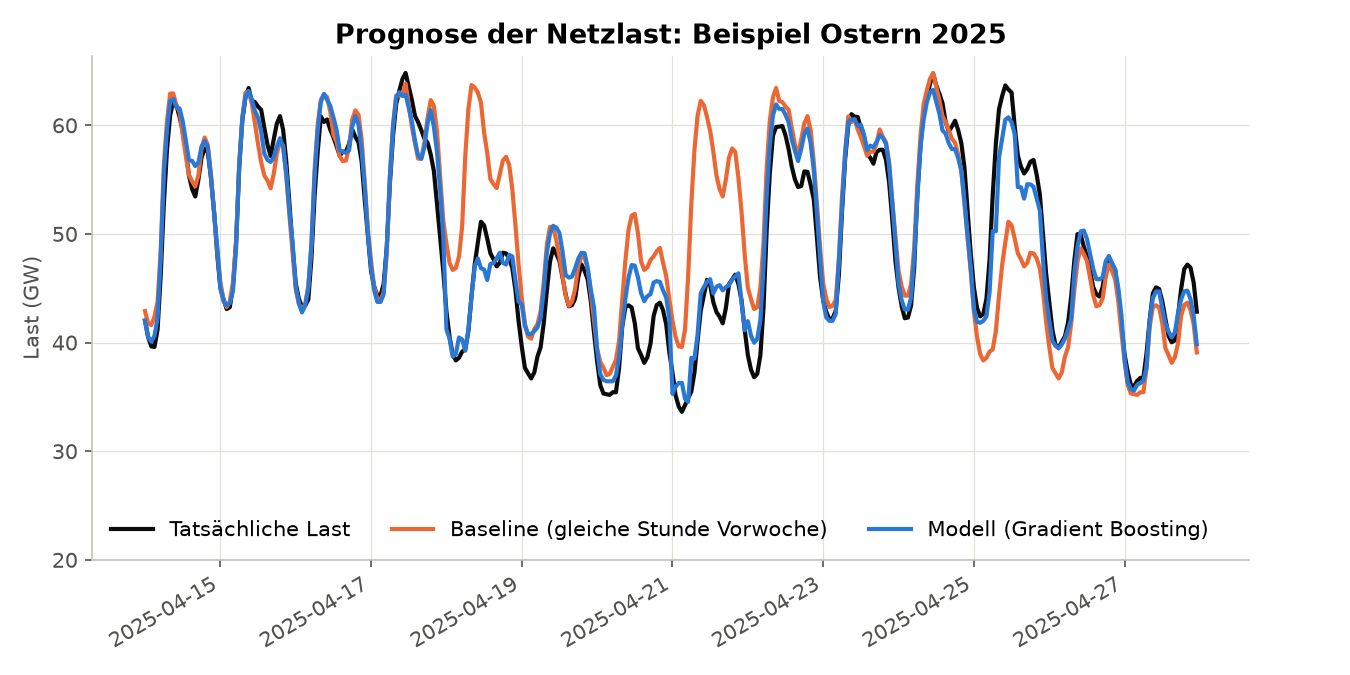 Prognose der Netzlast: Beispiel Ostern 2025
Last (GW)
60
50
40
30
20
Tatsächliche Last
Baseline (gleiche Stunde Vorwoche)
Modell (Gradient Boosting)
2025-04-15
2025-04-17
2025-04-19
2025-04-21
2025-04-23
2025-04-25
2025-04-27